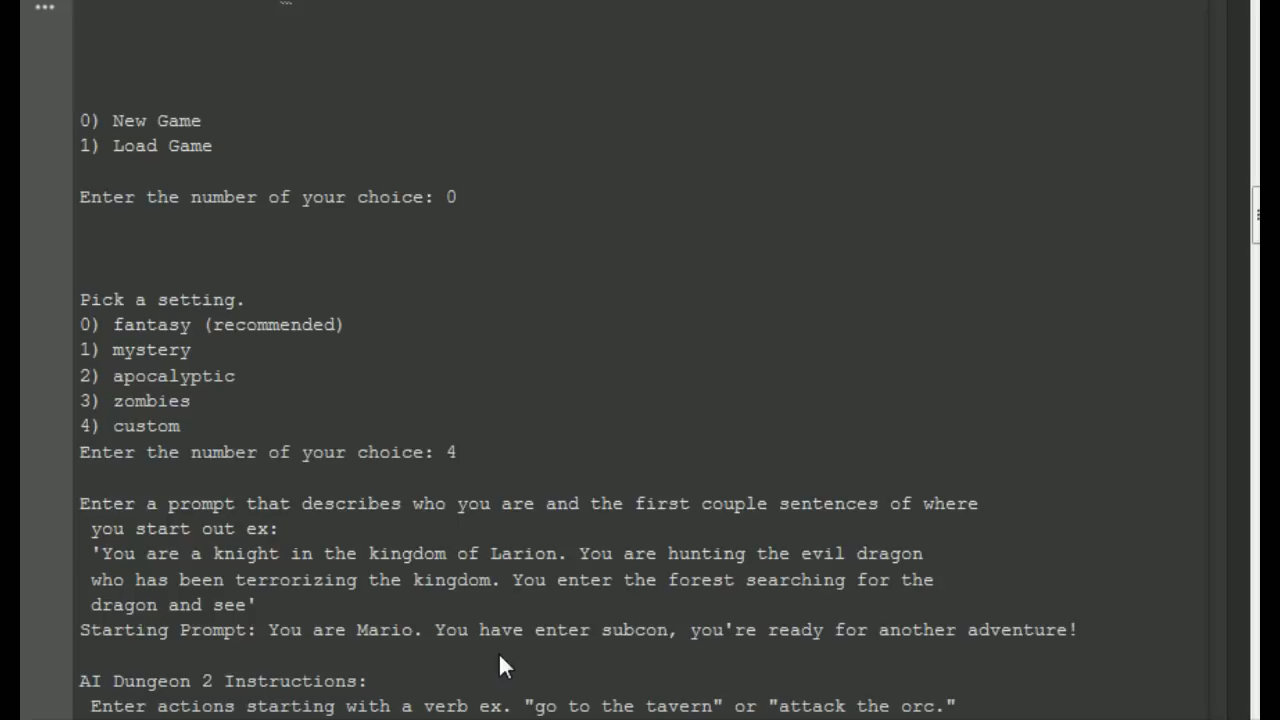 0) New Game
1) Load Game
Enter the number of your choice: 0
Pick a setting.
0) fantasy (recommended)
1) mystery
2) apocalyptic
3) zombies
4) custom
Enter the number of your choice: 4
Enter a prompt that describes who you are and the first couple sentences of where
you start out ex:
'You are a knight in the kingdom of Larion. You are hunting the evil dragon
who has been terrorizing the kingdom. You enter the forest searching for the
dragon and see'
Starting Prompt: You are Mario. You have enter subcon, you're ready for another adventure!
AI Dungeon 2 Instructions:
Enter actions starting with a verb ex. "go to the tavern" or "attack the orc."